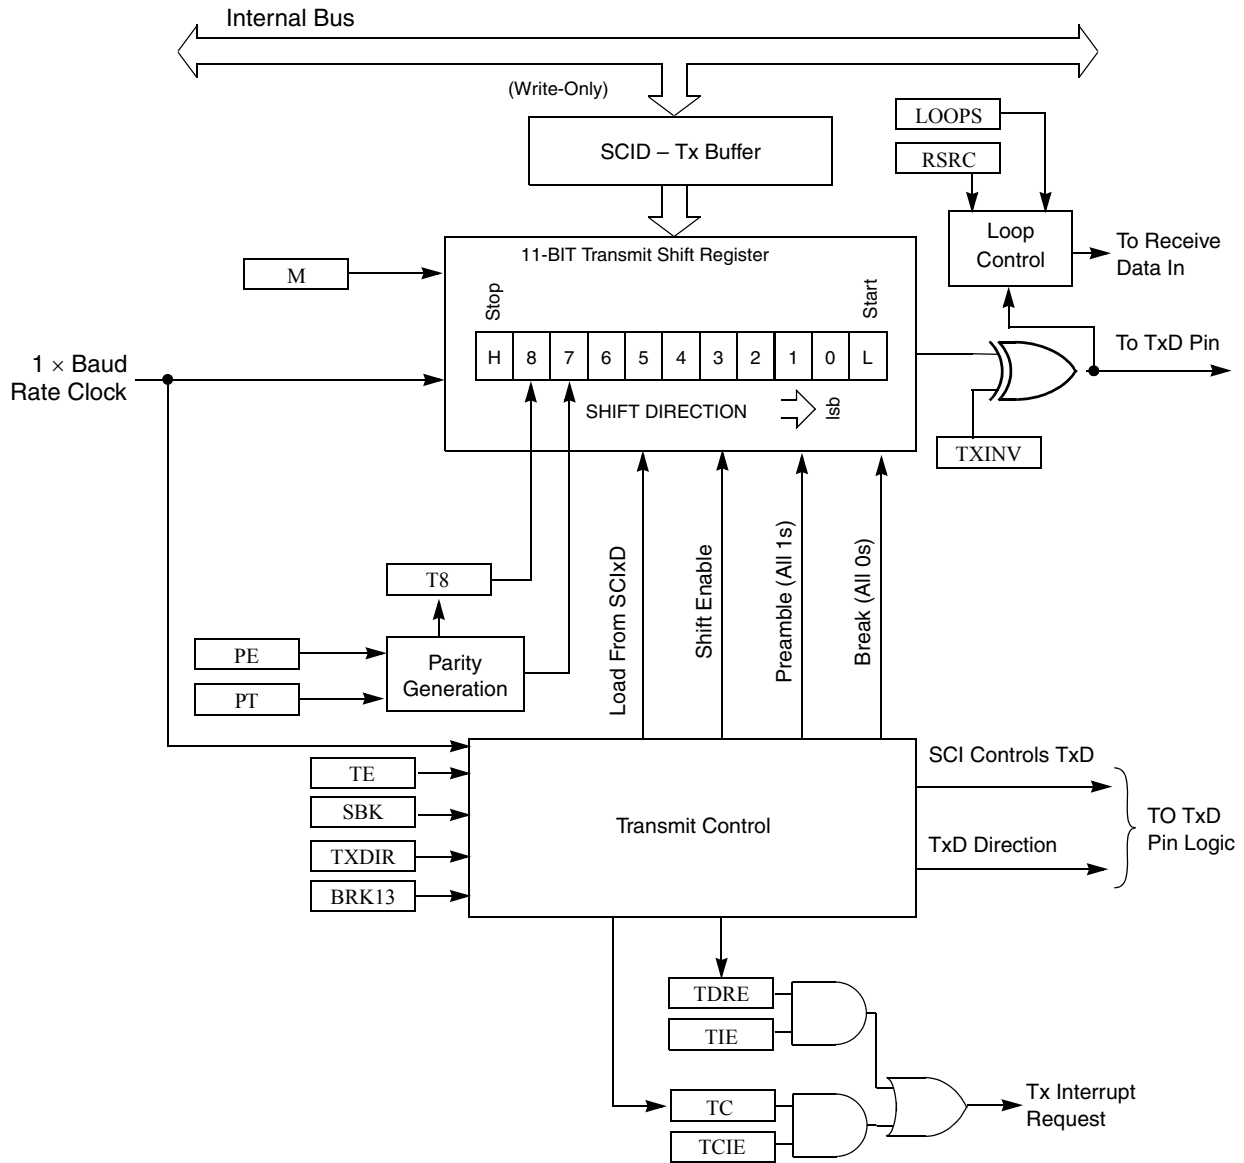 Internal Bus
(Write-Only)
LOOPS
SCID – Tx Buffer
RSRC
Loop
Control
To Receive
Data In
11-BIT Transmit Shift Register
M
Stop
Start
H 8 7 6 5 4 3 2 1 0 L
To TxD Pin
1 × Baud
Rate Clock
SHIFT DIRECTION
lsb
TXINV
T8
Load From SCIxD
Shift Enable
Preamble (All 1s)
Break (All 0s)
PE
PT
Parity
Generation
TE
SBK
TXDIR
BRK13
Transmit Control
SCI Controls TxD
TxD Direction
TO TxD
Pin Logic
TDRE
TIE
TC
TCIE
Tx Interrupt
Request